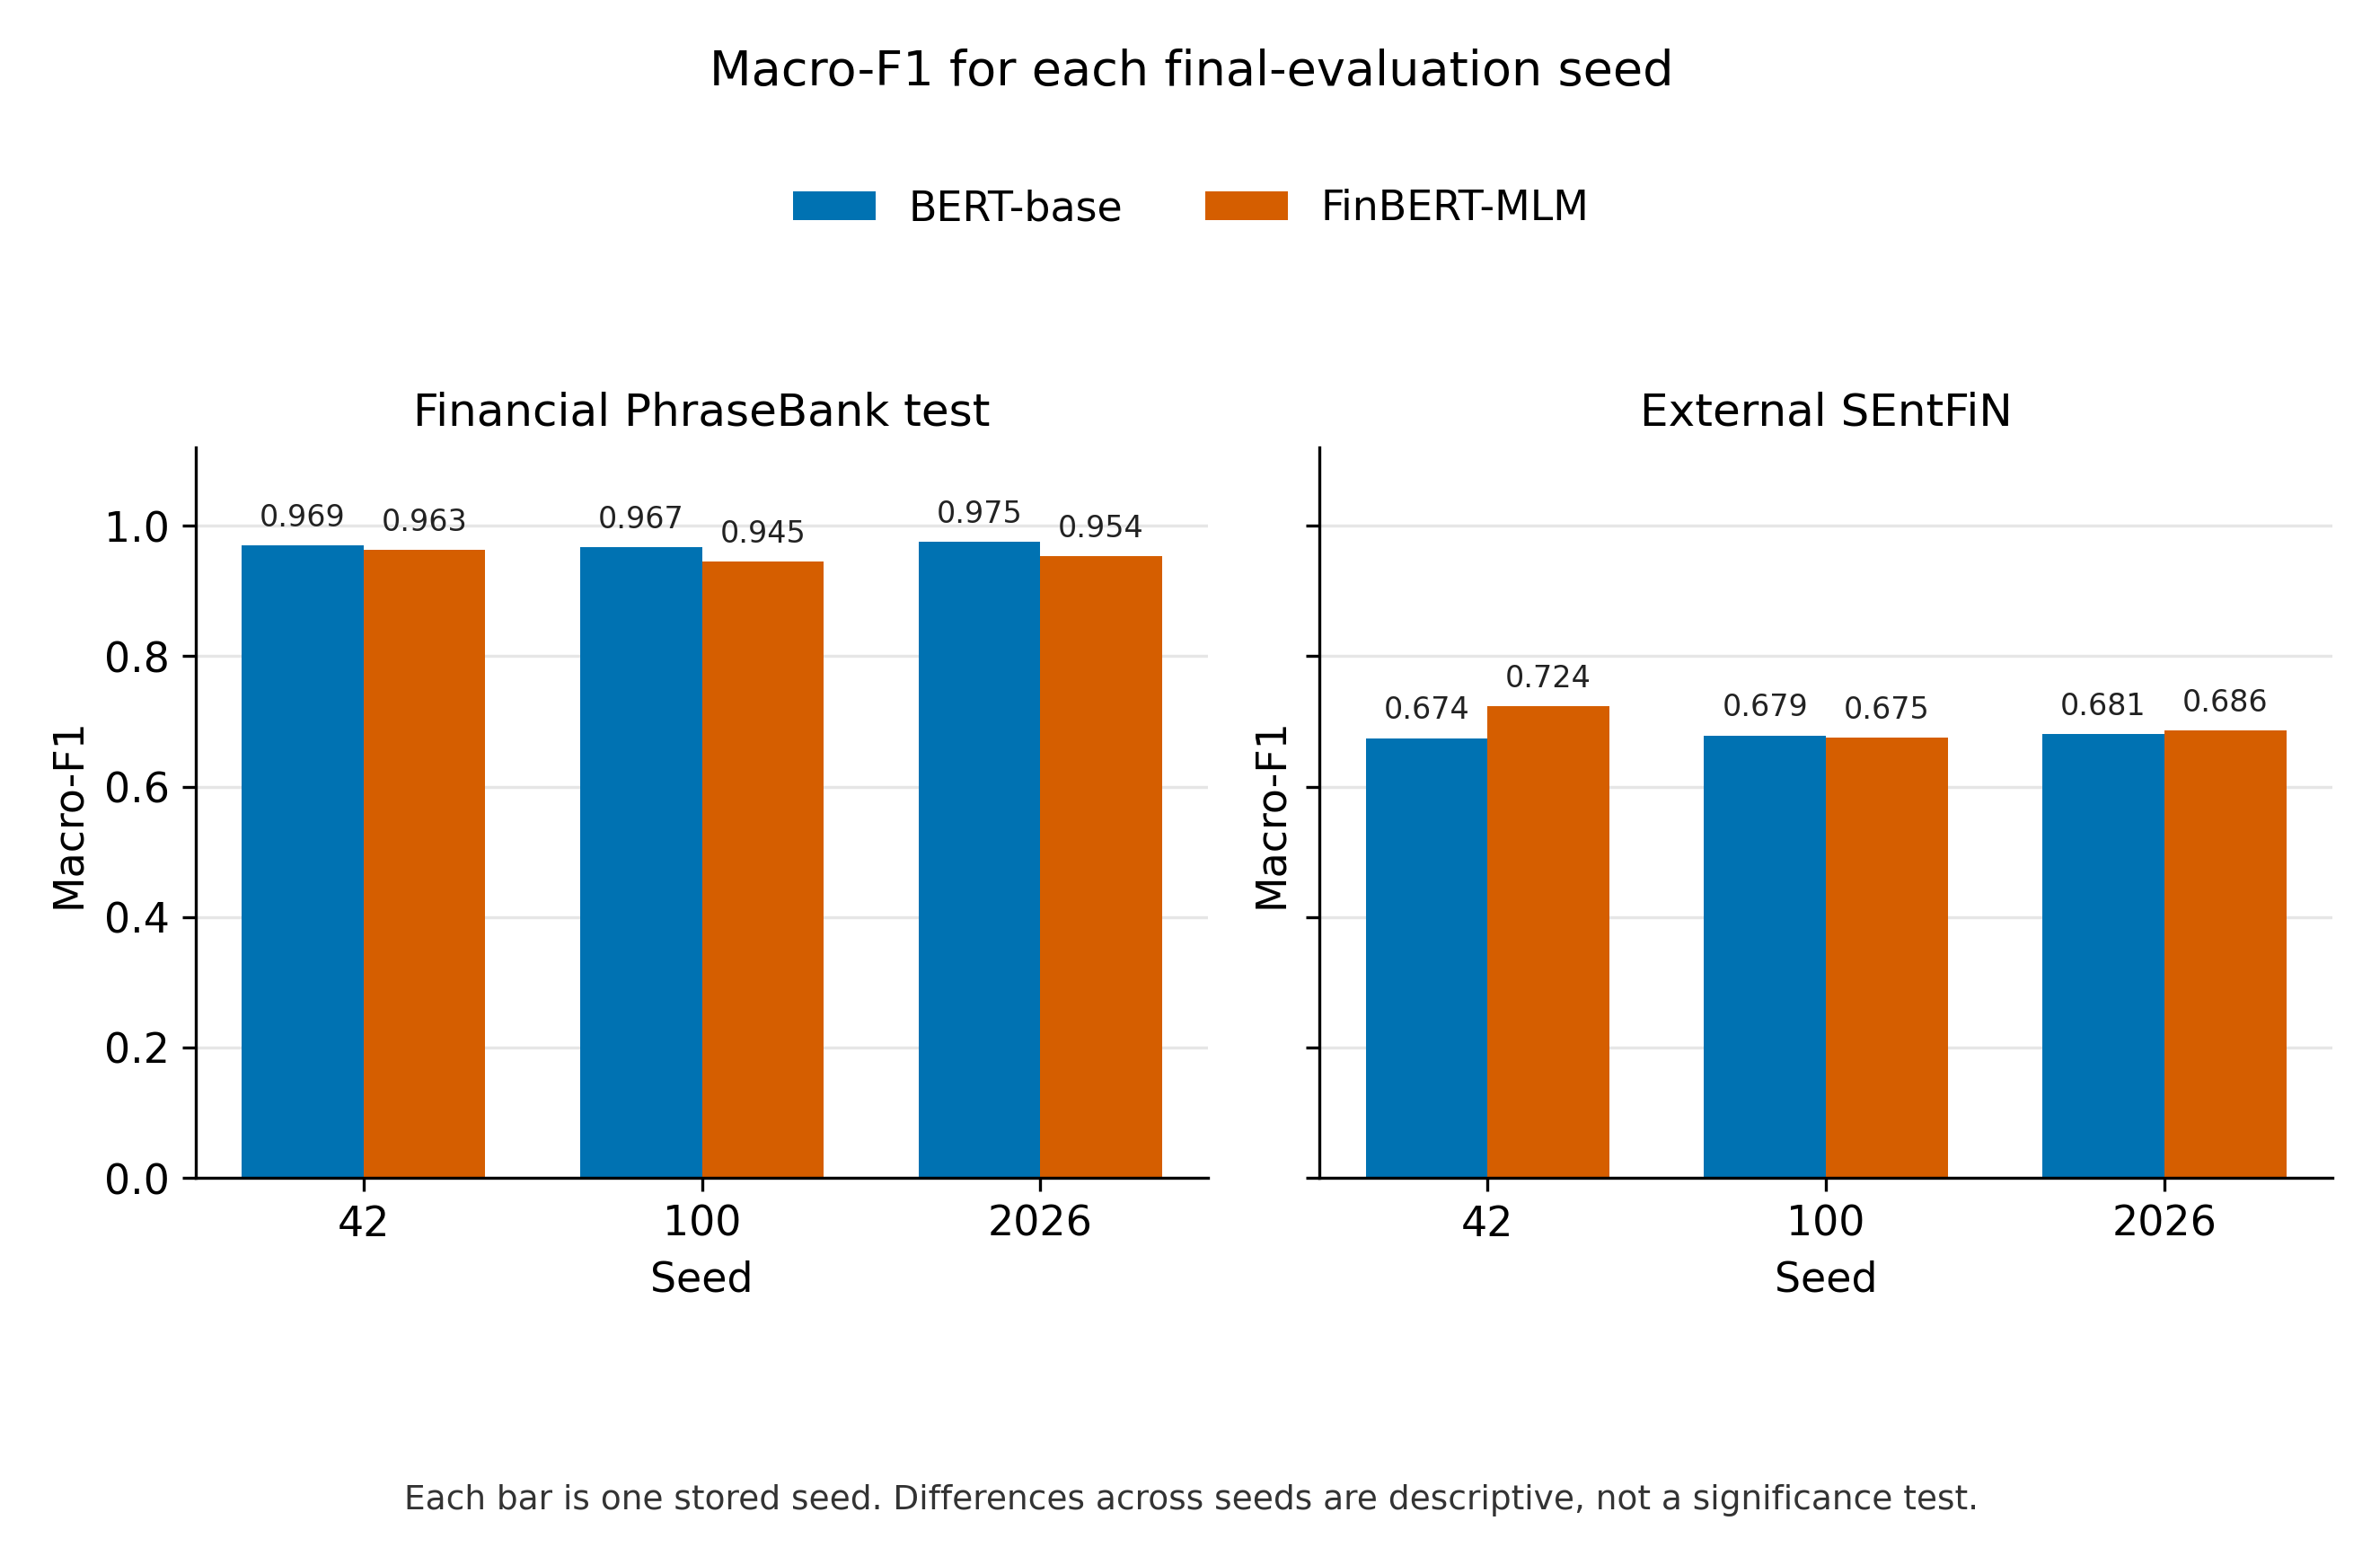 Macro-F1 for each final-evaluation seed
BERT-base FinBERT-MLM
Financial PhraseBank test
Macro-F1
1.0
0.8
0.6
0.4
0.2
0.0
0.969 0.963 0.967 0.945 0.975 0.954
42 100 2026
Seed
External SEntFiN
Macro-F1
0.674 0.724 0.679 0.675 0.681 0.686
42 100 2026
Seed
Each bar is one stored seed. Differences across seeds are descriptive, not a significance test.